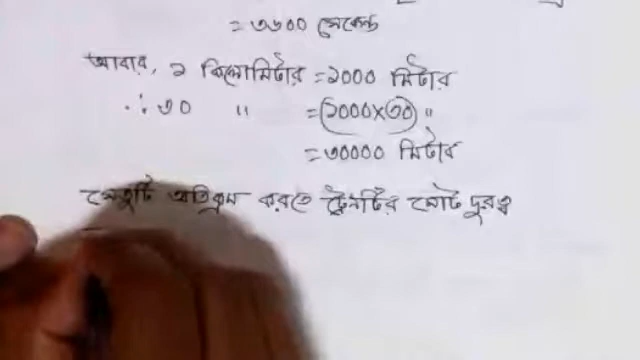 = ৩৬০০ সেকেন্ড
আবার, ১ কিলোমিটার = ১০০০ মিটার
∴ ৩০ " = (১০০০×৩০) "
= ৩০০০০ মিটার
সেতুটি অতিক্রম করতে ট্রেনটির মোট দুরত্ব